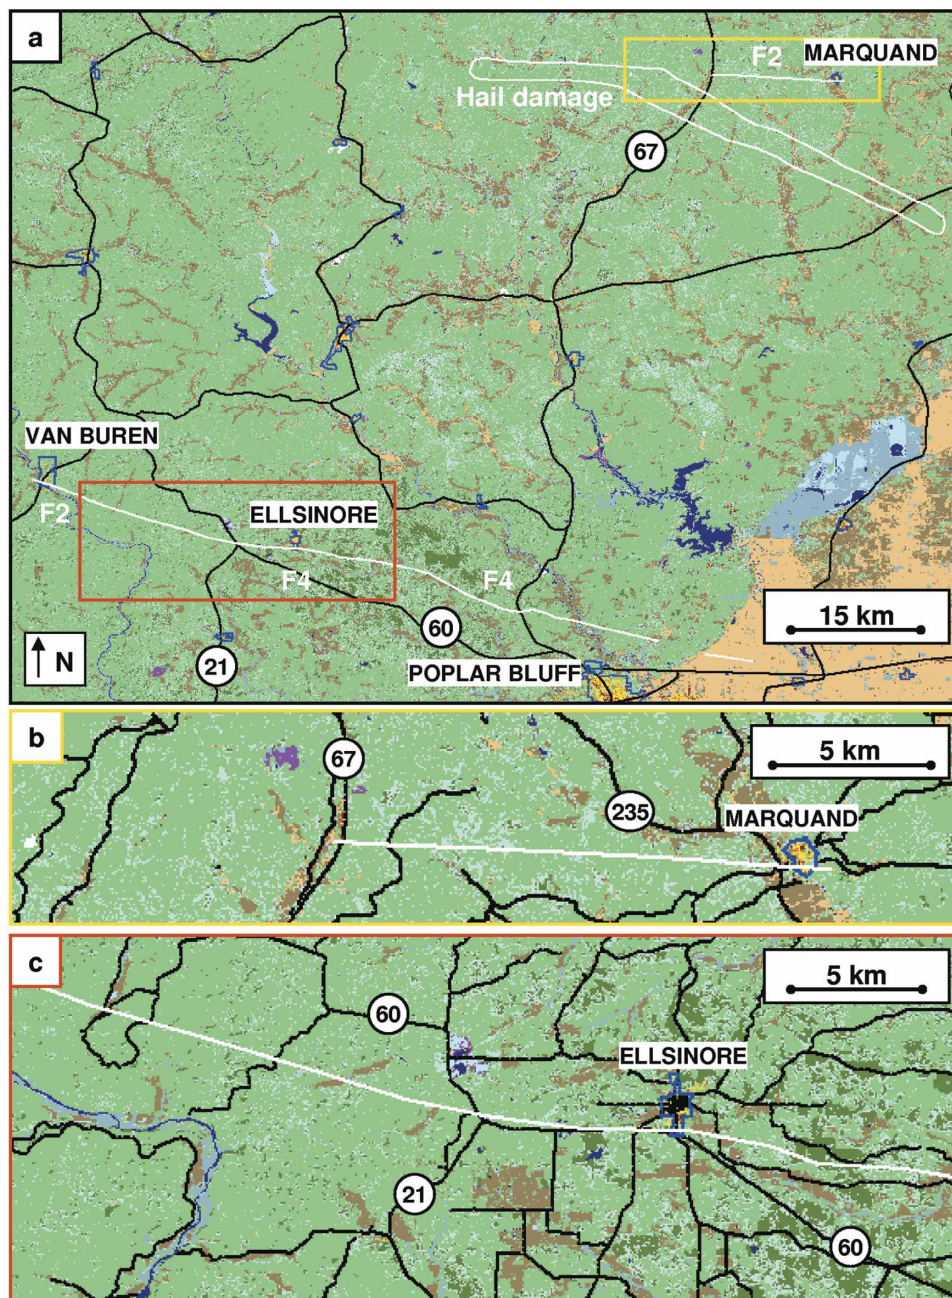 a
F2
MARQUAND
Hail damage
67
VAN BUREN
F2
ELLSINORE
F4
F4
60
15 km
N
21
POPLAR BLUFF
b
67
5 km
235
MARQUAND
c
5 km
60
ELLSINORE
21
60